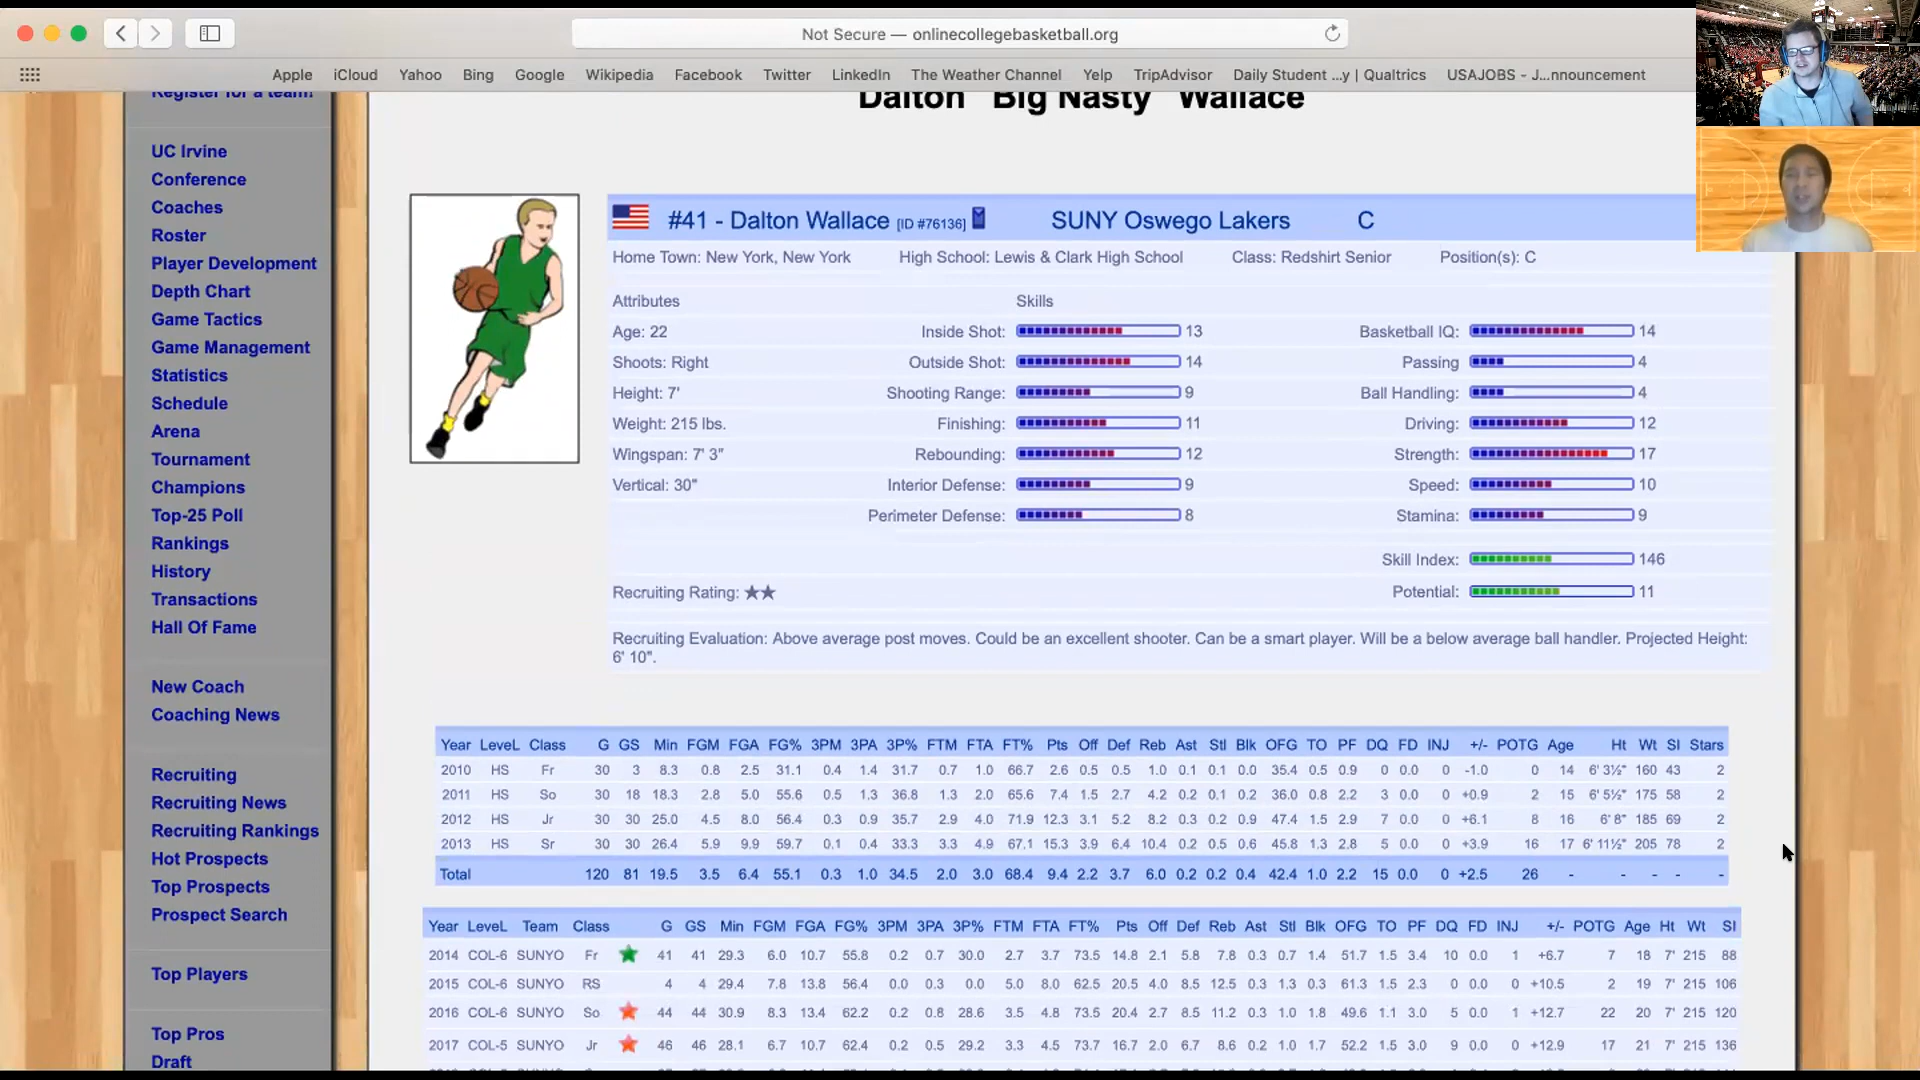 Not Secure — onlinecollegebasketball.org
Apple iCloud Yahoo Bing Google Wikipedia Facebook Twitter LinkedIn The Weather Channel Yelp TripAdvisor Daily Student ...y | Qualtrics USAJOBS - J...nnouncement
Register for a team!
UC Irvine
Conference
Coaches
Roster
Player Development
Depth Chart
Game Tactics
Game Management
Statistics
Schedule
Arena
Tournament
Champions
Top-25 Poll
Rankings
History
Transactions
Hall Of Fame
New Coach
Coaching News
Recruiting
Recruiting News
Recruiting Rankings
Hot Prospects
Top Prospects
Prospect Search
Top Players
Top Pros
Draft
Dalton "Big Nasty" Wallace
#41 - Dalton Wallace [ID #76136] SUNY Oswego Lakers C
Home Town: New York, New York High School: Lewis & Clark High School Class: Redshirt Senior Position(s): C
Attributes Skills
Age: 22 Inside Shot: 13 Basketball IQ: 14
Shoots: Right Outside Shot: 14 Passing 4
Height: 7' Shooting Range: 9 Ball Handling: 4
Weight: 215 lbs. Finishing: 11 Driving: 12
Wingspan: 7' 3" Rebounding: 12 Strength: 17
Vertical: 30" Interior Defense: 9 Speed: 10
Perimeter Defense: 8 Stamina: 9
Skill Index: 146
Recruiting Rating: ★★ Potential: 11
Recruiting Evaluation: Above average post moves. Could be an excellent shooter. Can be a smart player. Will be a below average ball handler. Projected Height:
6' 10".
Year LeveL Class G GS Min FGM FGA FG% 3PM 3PA 3P% FTM FTA FT% Pts Off Def Reb Ast Stl Blk OFG TO PF DQ FD INJ +/- POTG Age Ht Wt SI Stars
2010 HS Fr 30 3 8.3 0.8 2.5 31.1 0.4 1.4 31.7 0.7 1.0 66.7 2.6 0.5 0.5 1.0 0.1 0.1 0.0 35.4 0.5 0.9 0 0.0 0 -1.0 0 14 6' 3½" 160 43 2
2011 HS So 30 18 18.3 2.8 5.0 55.6 0.5 1.3 36.8 1.3 2.0 65.6 7.4 1.5 2.7 4.2 0.2 0.1 0.2 36.0 0.8 2.2 3 0.0 0 +0.9 2 15 6' 5½" 175 58 2
2012 HS Jr 30 30 25.0 4.5 8.0 56.4 0.3 0.9 35.7 2.9 4.0 71.9 12.3 3.1 5.2 8.2 0.3 0.2 0.9 47.4 1.5 2.9 7 0.0 0 +6.1 8 16 6' 8" 185 69 2
2013 HS Sr 30 30 26.4 5.9 9.9 59.7 0.1 0.4 33.3 3.3 4.9 67.1 15.3 3.9 6.4 10.4 0.2 0.5 0.6 45.8 1.3 2.8 5 0.0 0 +3.9 16 17 6' 11½" 205 78 2
Total 120 81 19.5 3.5 6.4 55.1 0.3 1.0 34.5 2.0 3.0 68.4 9.4 2.2 3.7 6.0 0.2 0.2 0.4 42.4 1.0 2.2 15 0.0 0 +2.5 26 - - - - -
Year LeveL Team Class G GS Min FGM FGA FG% 3PM 3PA 3P% FTM FTA FT% Pts Off Def Reb Ast Stl Blk OFG TO PF DQ FD INJ +/- POTG Age Ht Wt SI
2014 COL-6 SUNYO Fr 41 41 29.3 6.0 10.7 55.8 0.2 0.7 30.0 2.7 3.7 73.5 14.8 2.1 5.8 7.8 0.3 0.7 1.4 51.7 1.5 3.4 10 0.0 1 +6.7 7 18 7' 215 88
2015 COL-6 SUNYO RS 4 4 29.4 7.8 13.8 56.4 0.0 0.3 0.0 5.0 8.0 62.5 20.5 4.0 8.5 12.5 0.3 1.3 0.3 61.3 1.5 2.3 0 0.0 0 +10.5 2 19 7' 215 106
2016 COL-6 SUNYO So 44 44 30.9 8.3 13.4 62.2 0.2 0.8 28.6 3.5 4.8 73.5 20.4 2.7 8.5 11.2 0.3 1.0 1.8 49.6 1.1 3.0 5 0.0 1 +12.7 22 20 7' 215 120
2017 COL-5 SUNYO Jr 46 46 28.1 6.7 10.7 62.4 0.2 0.5 29.2 3.3 4.5 73.7 16.7 2.0 6.7 8.6 0.2 1.0 1.7 52.2 1.5 3.0 9 0.0 0 +12.9 17 21 7' 215 136